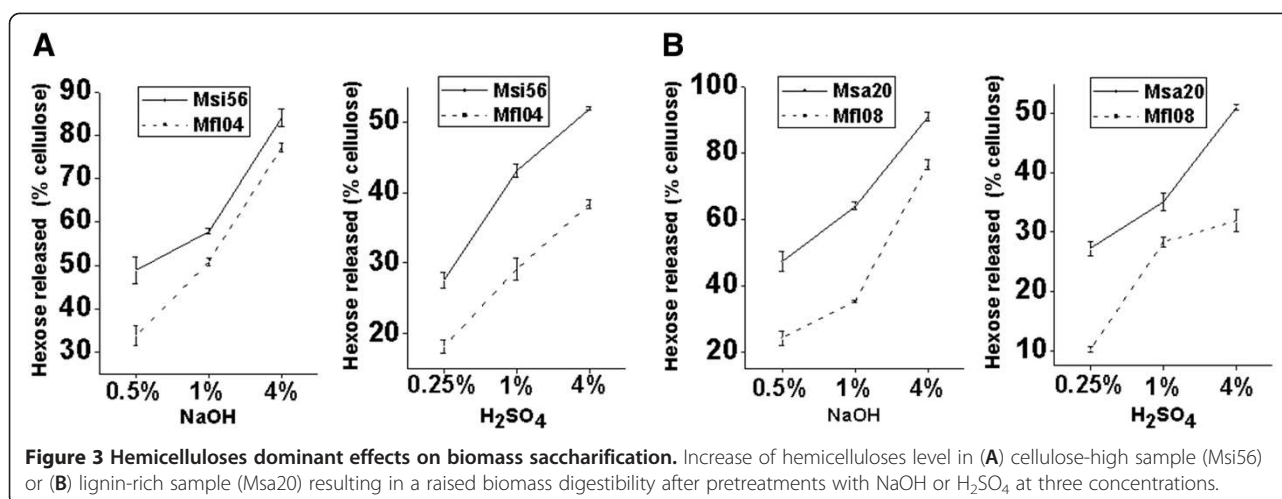 A
B
Hexose released (% cellulose)
90
80
70
60
50
40
30
Msi56
Mfl04
0.5% 1% 4%
NaOH
Hexose released (% cellulose)
50
40
30
20
Msi56
Mfl04
0.25% 1% 4%
H₂SO₄
Hexose released (% cellulose)
100
80
60
40
20
Msa20
Mfl08
0.5% 1% 4%
NaOH
Hexose released (% cellulose)
50
40
30
20
10
Msa20
Mfl08
0.25% 1% 4%
H₂SO₄
Figure 3 Hemicelluloses dominant effects on biomass saccharification. Increase of hemicelluloses level in (A) cellulose-high sample (Msi56)
or (B) lignin-rich sample (Msa20) resulting in a raised biomass digestibility after pretreatments with NaOH or H₂SO₄ at three concentrations.